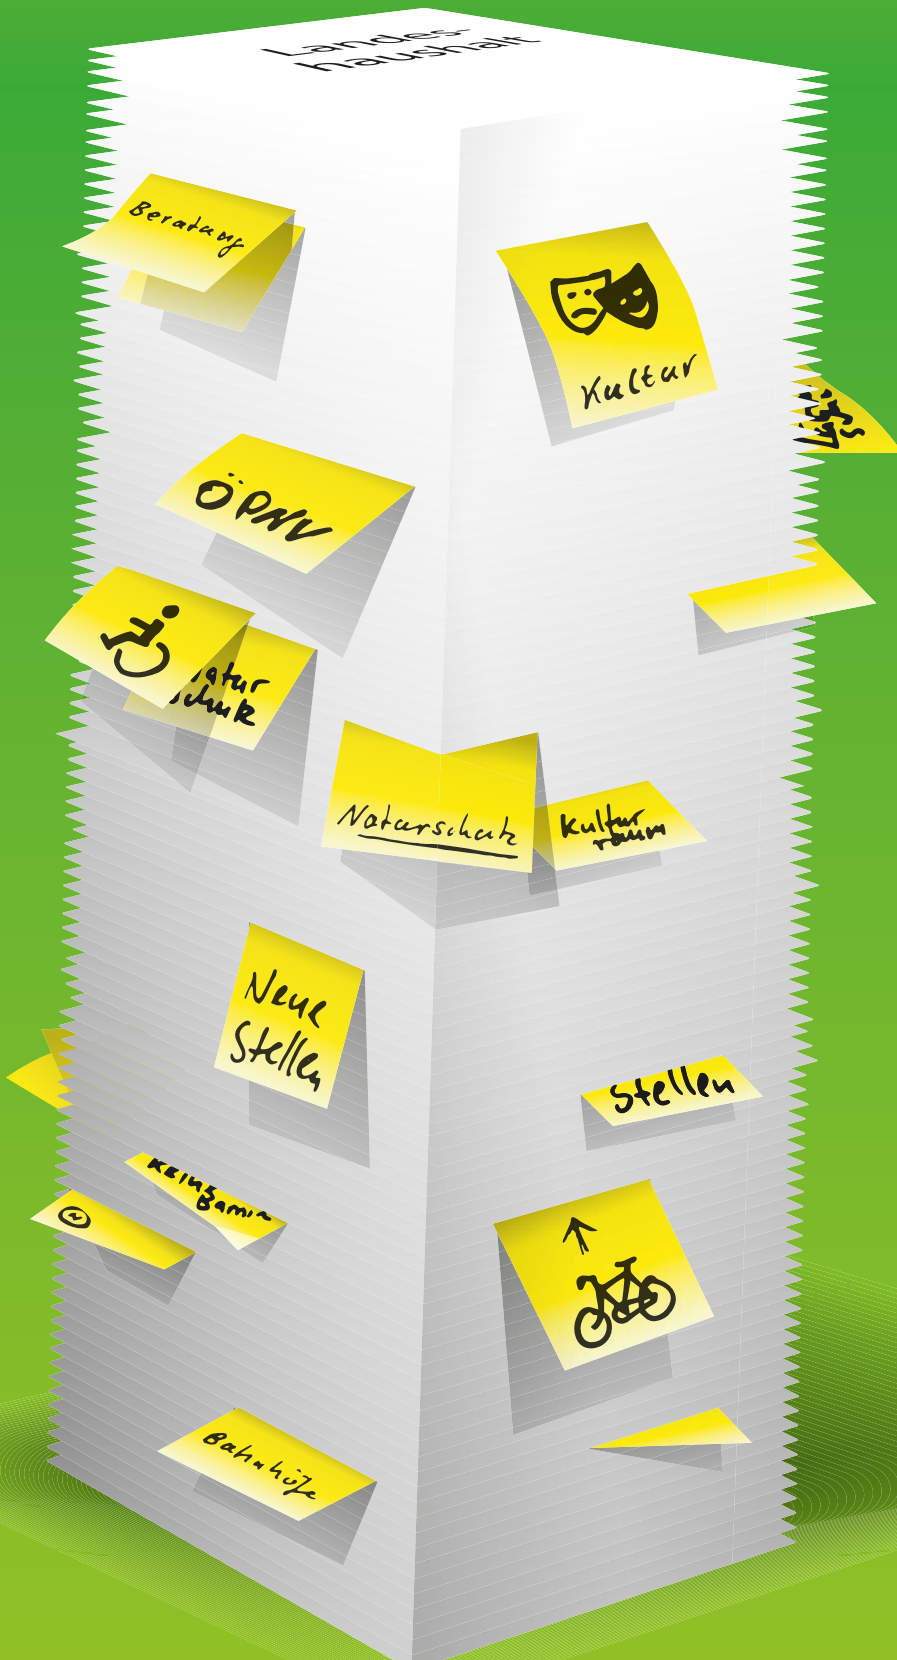 Landes-
haushalt
Beratung
Kultur
ÖPNV
Naturschutz
Kultur
raum
Neue
Stellen
Stellen
Bahnhöfe